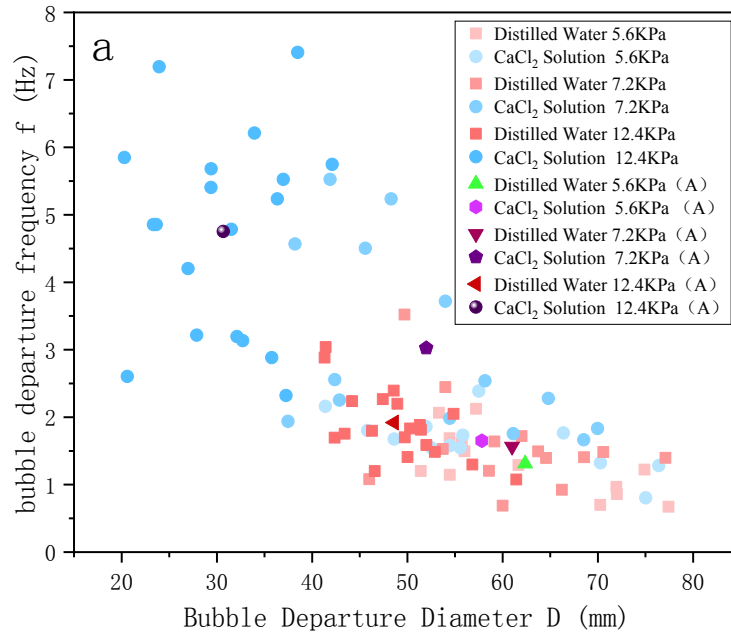 a
Distilled Water 5.6KPa
CaCl₂ Solution 5.6KPa
Distilled Water 7.2KPa
CaCl₂ Solution 7.2KPa
Distilled Water 12.4KPa
CaCl₂ Solution 12.4KPa
Distilled Water 5.6KPa（A）
CaCl₂ Solution 5.6KPa（A）
Distilled Water 7.2KPa（A）
CaCl₂ Solution 7.2KPa（A）
Distilled Water 12.4KPa（A）
CaCl₂ Solution 12.4KPa（A）
bubble departure frequency f (Hz)
8
7
6
5
4
3
2
1
0
20 30 40 50 60 70 80
Bubble Departure Diameter D (mm)